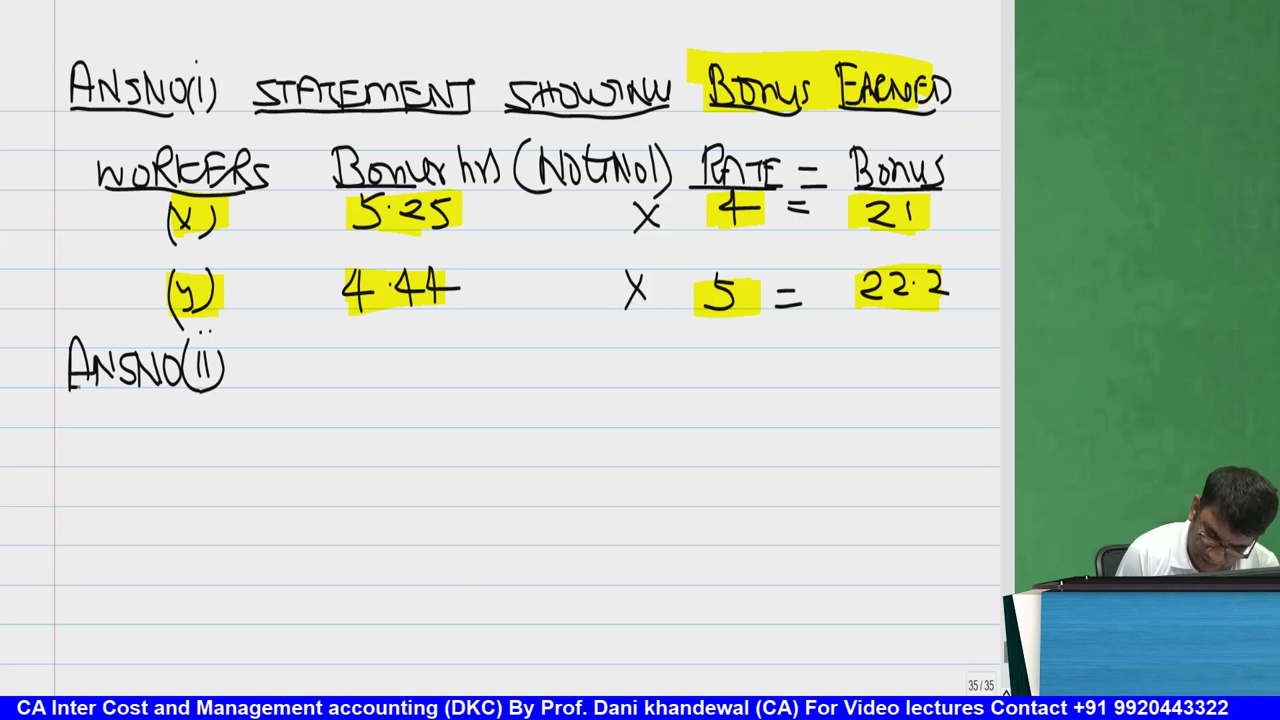 ANSNO(i) STATEMENT SHOWING BONUS EARNED
WORKERS Bonus hrs (NOTNO1) RATE = Bonus
(x) 5.25 X 4 = 21
(y) 4.44 X 5 = 22.2
ANSNO(ii)
35/35
CA Inter Cost and Management accounting (DKC) By Prof. Dani khandewal (CA) For Video lectures Contact +91 9920443322